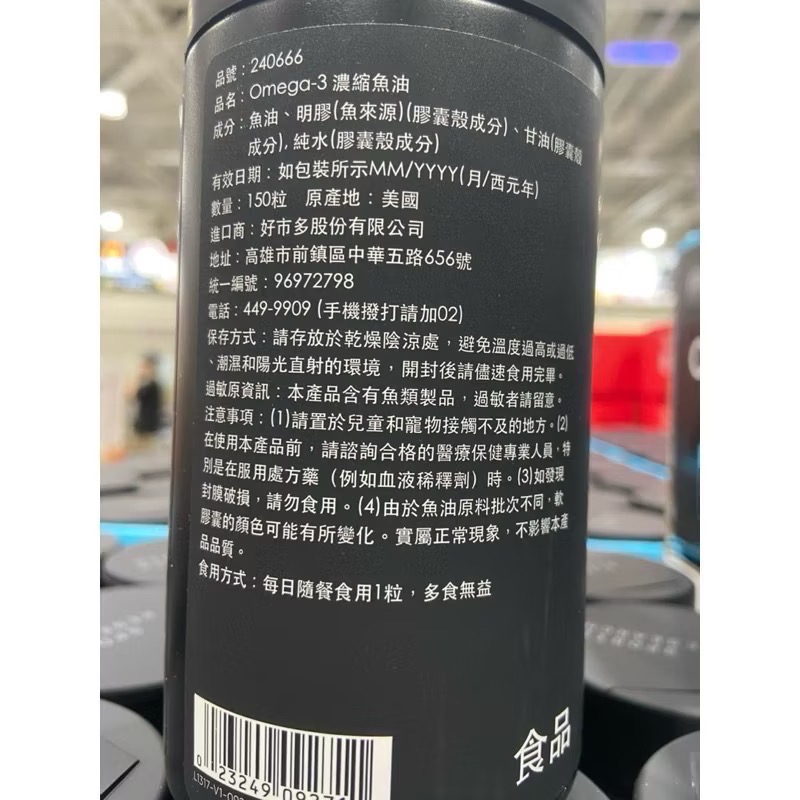 品號：240666
品名：Omega-3 濃縮魚油
成分：魚油、明膠(魚來源)(膠囊殼成分)、甘油(膠囊殼
成分), 純水(膠囊殼成分)
有效日期：如包裝所示MM/YYYY(月/西元年)
數量：150粒 原產地：美國
進口商：好市多股份有限公司
地址：高雄市前鎮區中華五路656號
統一編號：96972798
電話：449-9909 (手機撥打請加02)
保存方式：請存放於乾燥陰涼處，避免溫度過高或過低
、潮濕和陽光直射的環境，開封後請儘速食用完畢。
過敏原資訊：本產品含有魚類製品，過敏者請留意。
注意事項：(1)請置於兒童和寵物接觸不及的地方。(2)
在使用本產品前，請諮詢合格的醫療保健專業人員，特
別是在服用處方藥（例如血液稀釋劑）時。(3)如發現
封膜破損，請勿食用。(4)由於魚油原料批次不同，軟
膠囊的顏色可能有所變化。實屬正常現象，不影響本產
品品質。
食用方式：每日隨餐食用1粒，多食無益
食品
0 23249 0
L1317-V1-00